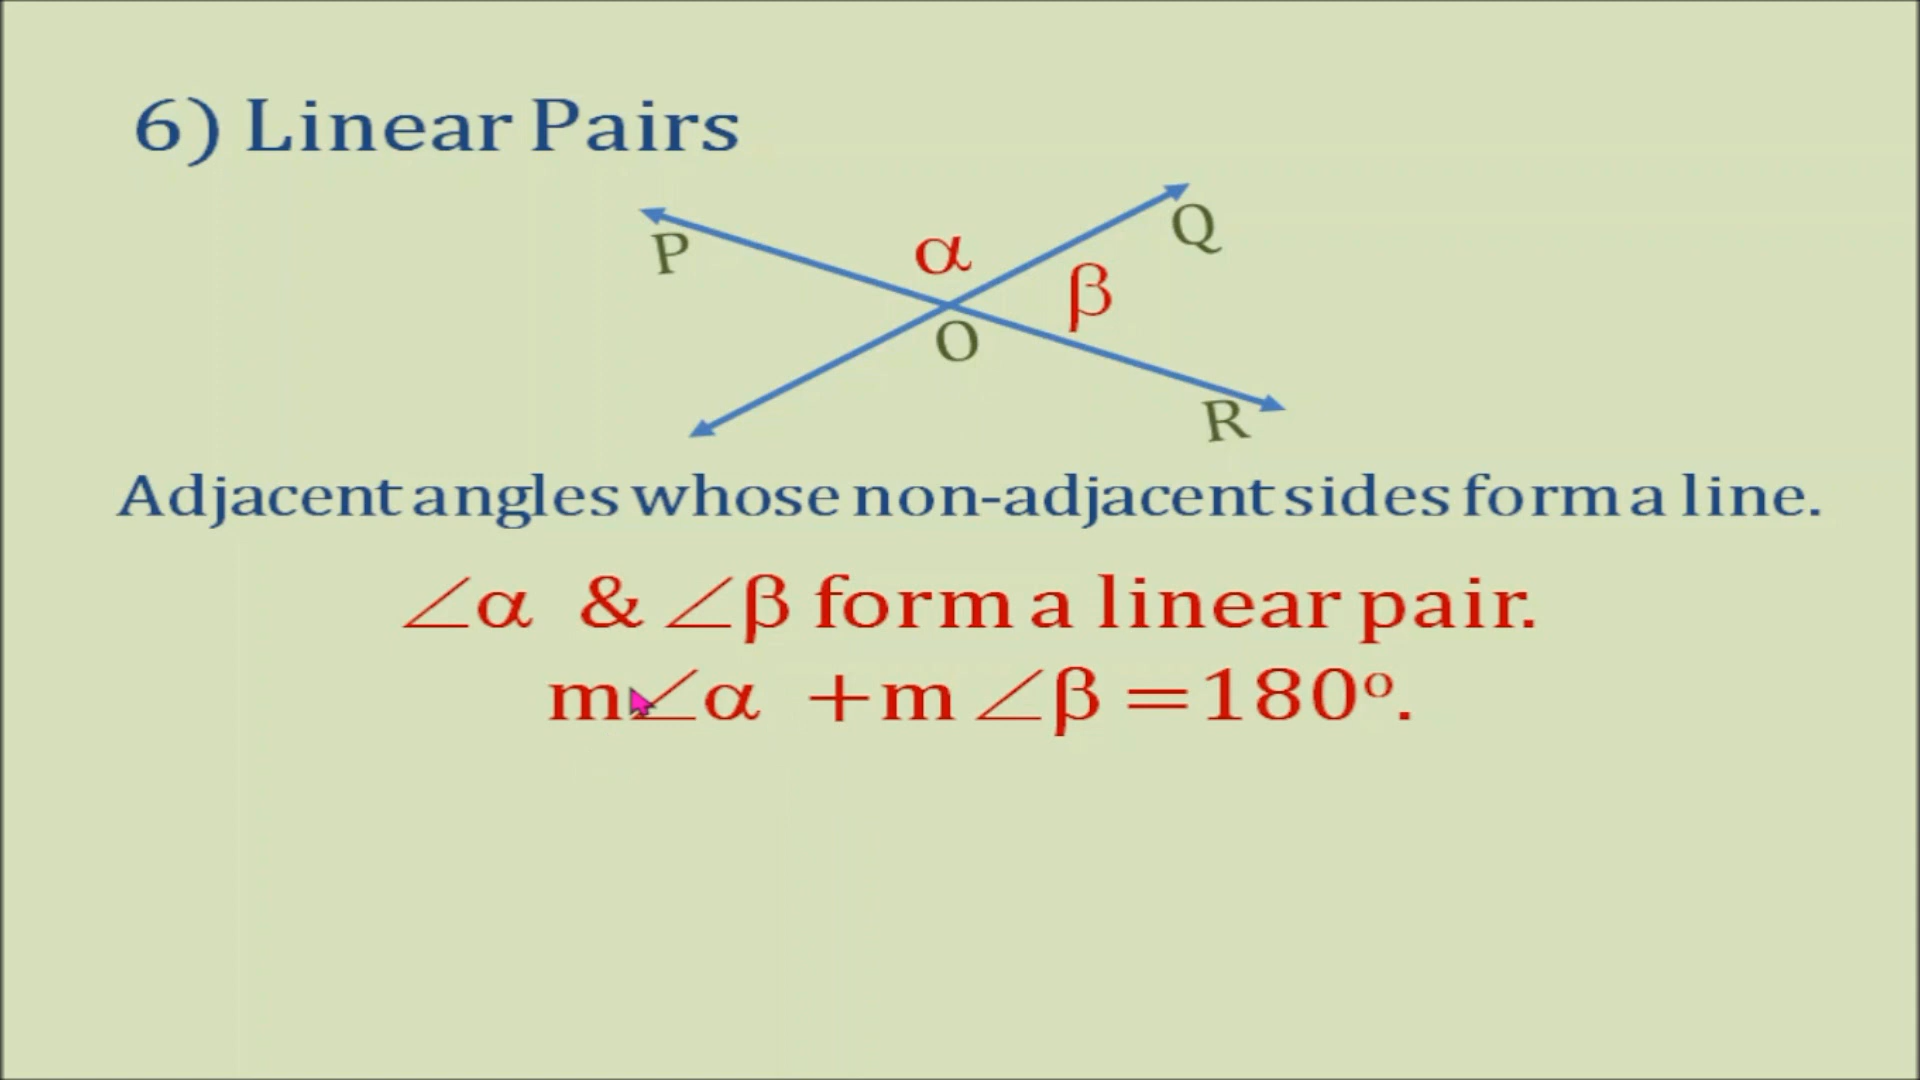 6) Linear Pairs
P
α
Q
β
O
R
Adjacent angles whose non-adjacent sides form a line.
∠α & ∠β form a linear pair.
m∠α + m ∠β = 180º.